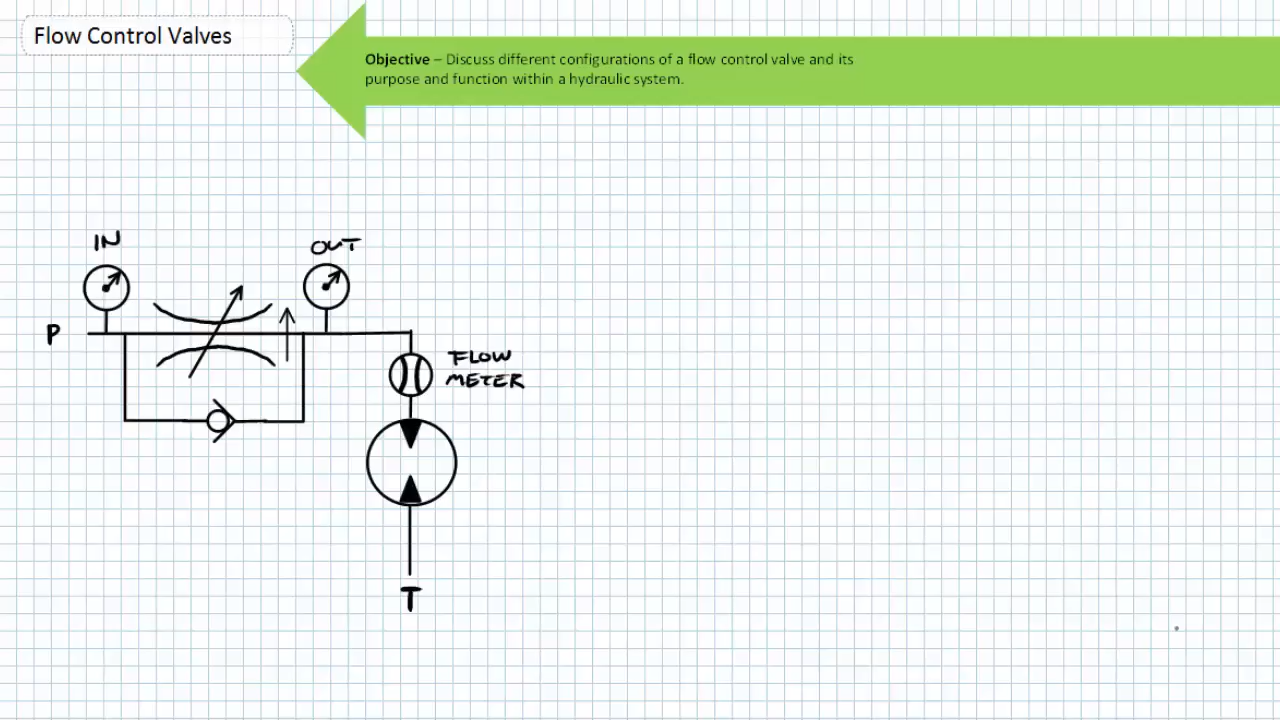 Flow Control Valves
Objective – Discuss different configurations of a flow control valve and its
purpose and function within a hydraulic system.
IN
OUT
P
FLOW
METER
T